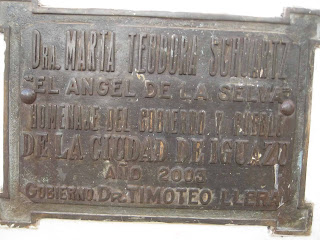 DRA. MARTA TEODORA SCHWARTZ
"EL ANGEL DE LA SELVA"
HOMENAJE DEL GOBIERNO Y PUEBLO
DE LA CIUDAD DE IGUAZU
AÑO 2005
GOBIERNO. DR. TIMOTEO LLERA